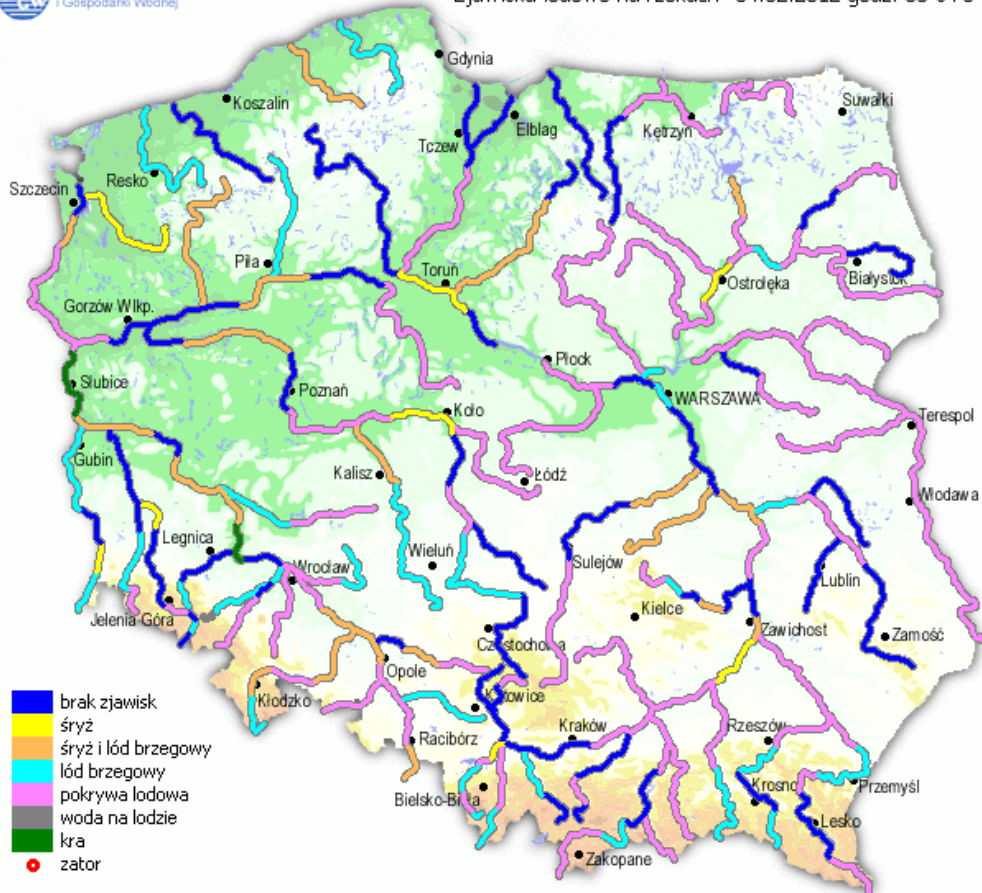 i Gospodarki Wodnej
Gdynia
Koszalin
Suwałki
Elbląg
Kętrzyn
Tczew
Resko
Szczecin
Piła
Toruń
Ostrołęka
Białystok
Gorzów Wlkp.
Płock
Słubice
Poznań
WARSZAWA
Koło
Terespol
Gubin
Kalisz
Łódź
Włodawa
Legnica
Wieluń
Sulejów
Wrocław
Lublin
Jelenia Góra
Kielce
Zawichost
Zamość
Częstochowa
Opole
Kłodzko
Katowice
Racibórz
Kraków
Rzeszów
Bielsko-Biała
Krosno
Przemyśl
Lesko
Zakopane
brak zjawisk
śryż
śryż i lód brzegowy
lód brzegowy
pokrywa lodowa
woda na lodzie
kra
zator